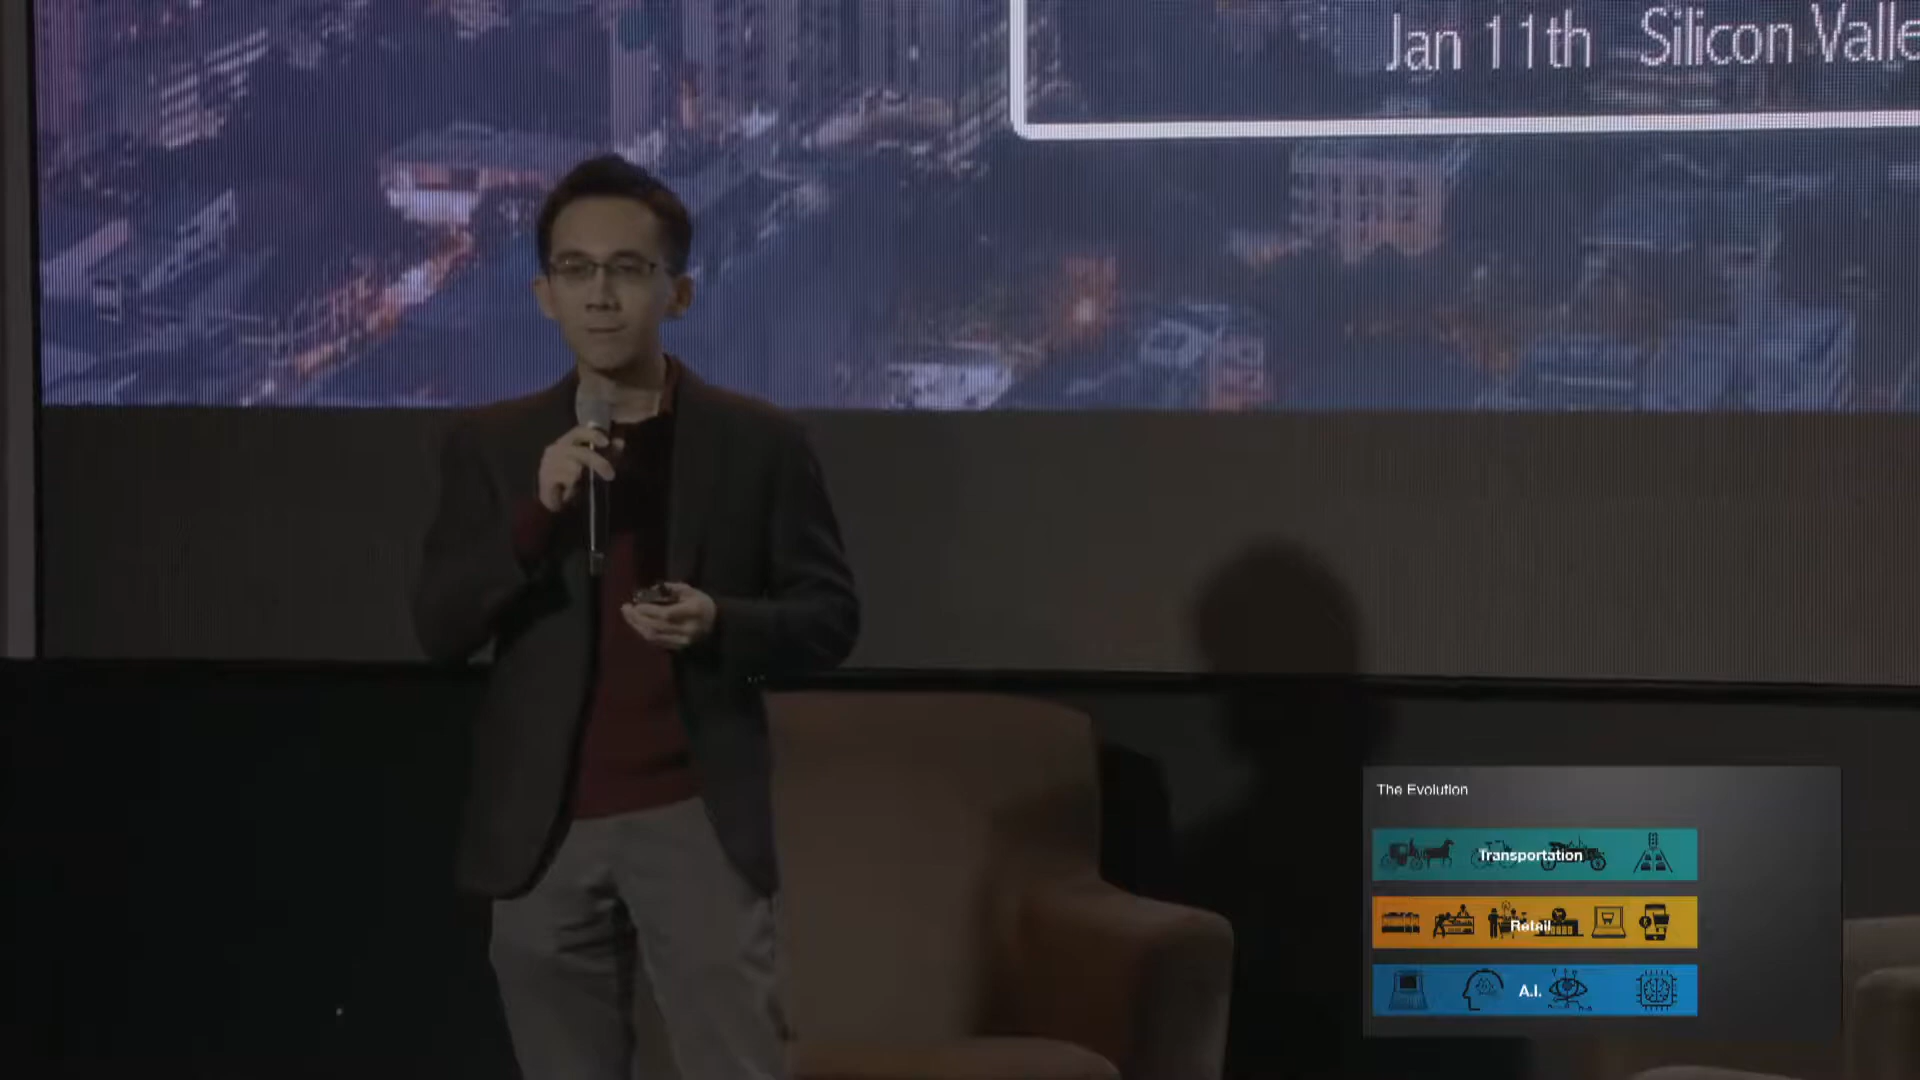 Jan 11th Silicon Valle
The Evolution
Transportation
Retail
A.I.